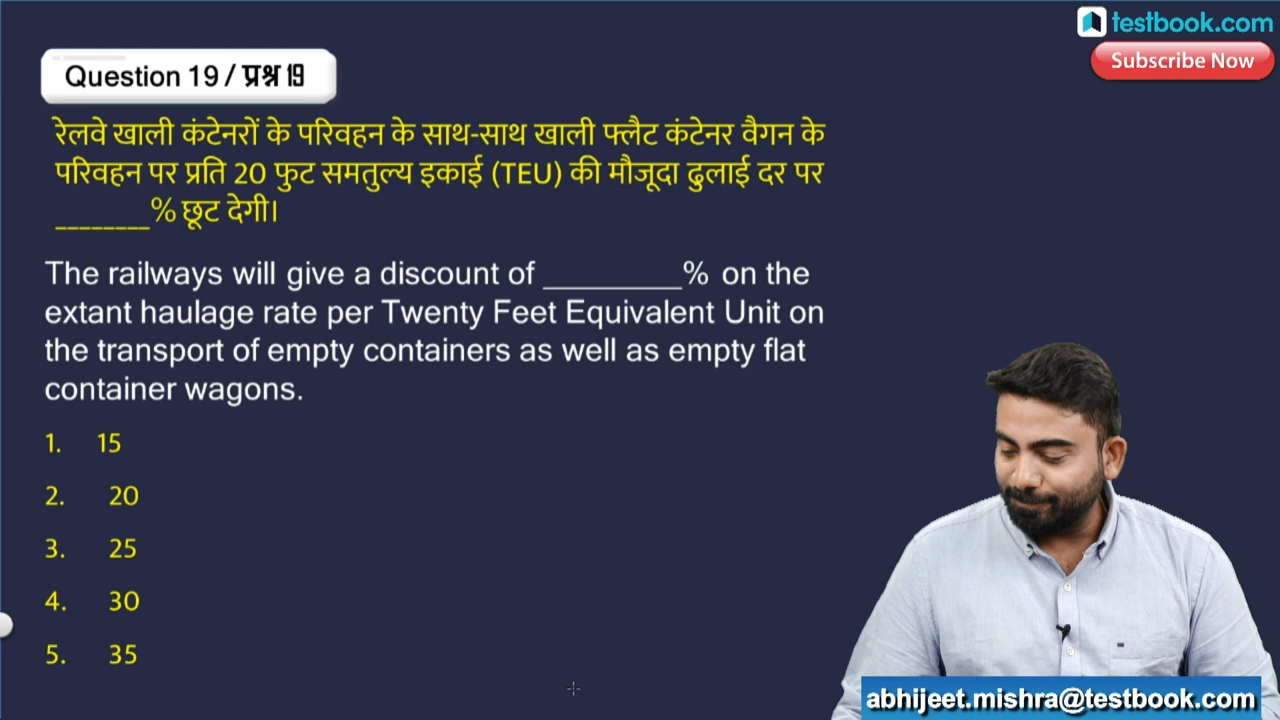 testbook.com
Subscribe Now
Question 19 / प्रश्न 19
रेलवे खाली कंटेनरों के परिवहन के साथ-साथ खाली फ्लैट कंटेनर वैगन के
परिवहन पर प्रति 20 फुट समतुल्य इकाई (TEU) की मौजूदा ढुलाई दर पर
________% छूट देगी।
The railways will give a discount of _________% on the
extant haulage rate per Twenty Feet Equivalent Unit on
the transport of empty containers as well as empty flat
container wagons.
1. 15
2. 20
3. 25
4. 30
5. 35
abhijeet.mishra@testbook.com